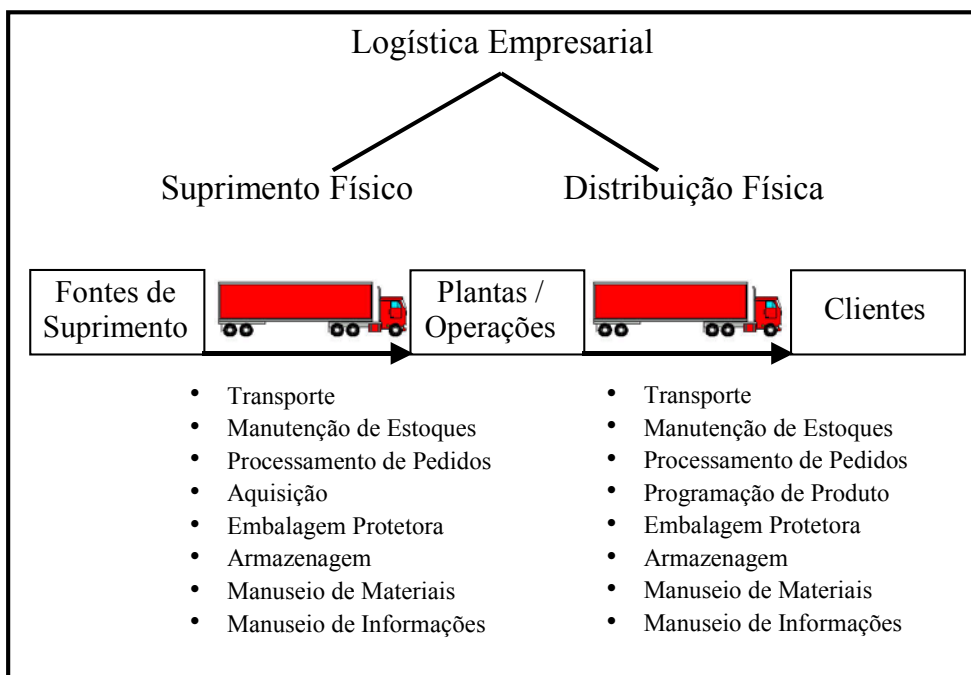 Logística Empresarial
Suprimento Físico
Distribuição Física
Fontes de
Suprimento
Plantas /
Operações
Clientes
• Transporte
• Manutenção de Estoques
• Processamento de Pedidos
• Aquisição
• Embalagem Protetora
• Armazenagem
• Manuseio de Materiais
• Manuseio de Informações
• Transporte
• Manutenção de Estoques
• Processamento de Pedidos
• Programação de Produto
• Embalagem Protetora
• Armazenagem
• Manuseio de Materiais
• Manuseio de Informações